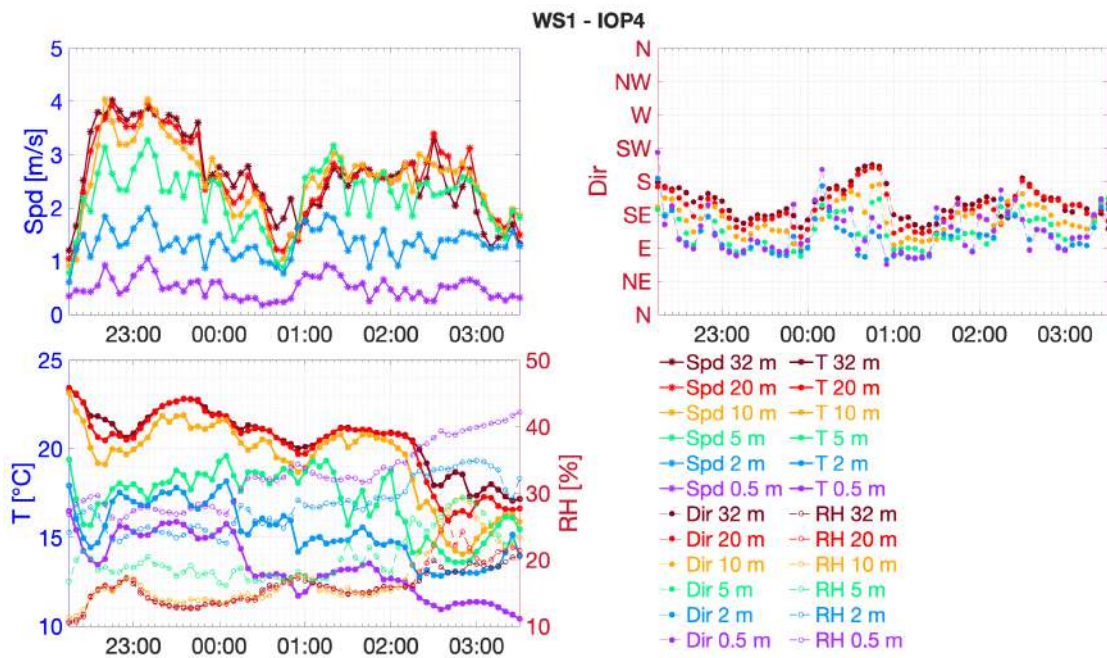 WS1 - IOP4
Spd [m/s]
5
4
3
2
1
0
23:00 00:00 01:00 02:00 03:00
Dir
N
NW
W
SW
S
SE
E
NE
N
23:00 00:00 01:00 02:00 03:00
T [°C]
25
20
15
10
23:00 00:00 01:00 02:00 03:00
RH [%]
50
40
30
20
10
Spd 32 m T 32 m
Spd 20 m T 20 m
Spd 10 m T 10 m
Spd 5 m T 5 m
Spd 2 m T 2 m
Spd 0.5 m T 0.5 m
Dir 32 m RH 32 m
Dir 20 m RH 20 m
Dir 10 m RH 10 m
Dir 5 m RH 5 m
Dir 2 m RH 2 m
Dir 0.5 m RH 0.5 m